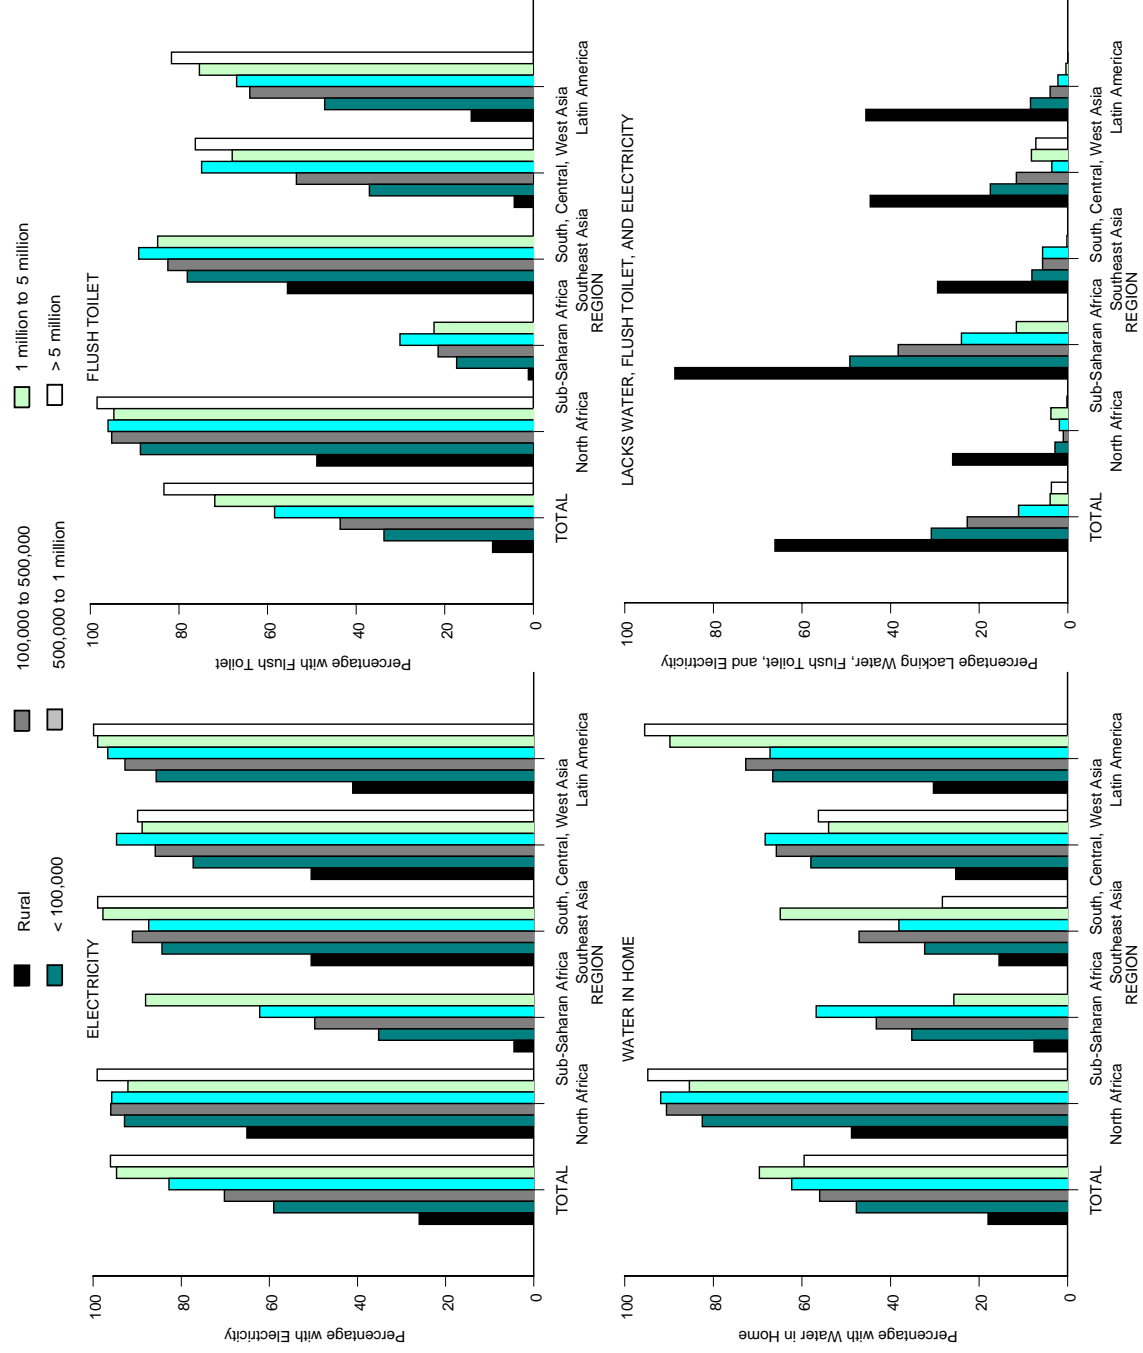 Rural
100,000 to 500,000
1 million to 5 million
< 100,000
500,000 to 1 million
> 5 million
ELECTRICITY
Percentage with Electricity
0
20
40
60
80
100
TOTAL
North Africa
Sub-Saharan Africa
Southeast Asia
South, Central, West Asia
Latin America
REGION
FLUSH TOILET
Percentage with Flush Toilet
0
20
40
60
80
100
TOTAL
North Africa
Sub-Saharan Africa
Southeast Asia
South, Central, West Asia
Latin America
REGION
WATER IN HOME
Percentage with Water in Home
0
20
40
60
80
100
TOTAL
North Africa
Sub-Saharan Africa
Southeast Asia
South, Central, West Asia
Latin America
REGION
LACKS WATER, FLUSH TOILET, AND ELECTRICITY
Percentage Lacking Water, Flush Toilet, and Electricity
0
20
40
60
80
100
TOTAL
North Africa
Sub-Saharan Africa
Southeast Asia
South, Central, West Asia
Latin America
REGION